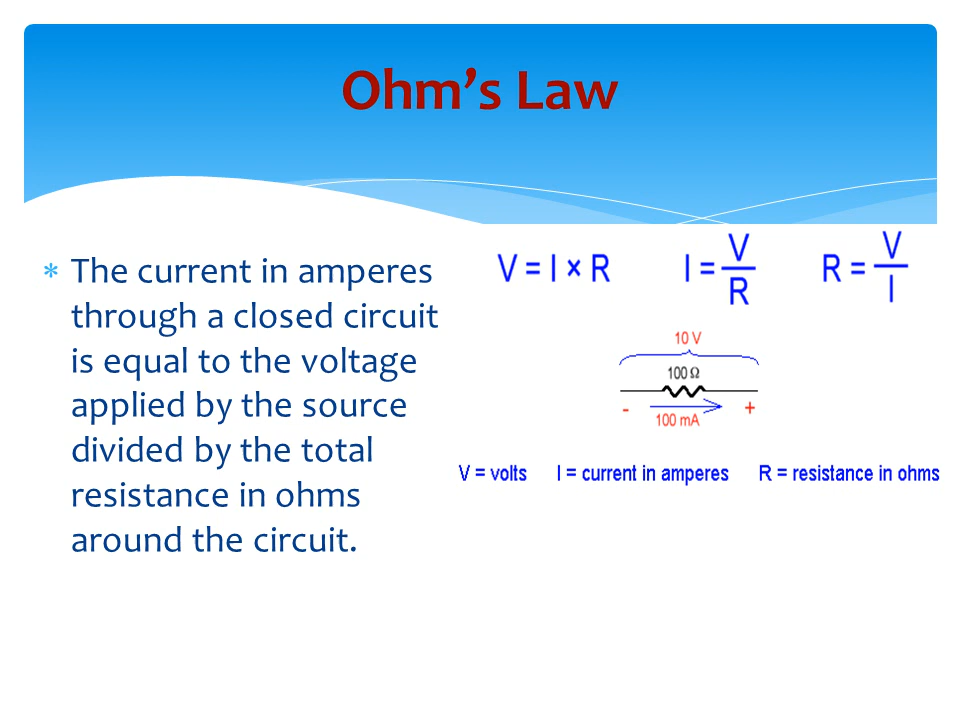 Ohm’s Law
The current in amperes
through a closed circuit
is equal to the voltage
applied by the source
divided by the total
resistance in ohms
around the circuit.
V = I × R
I = V/R
R = V/I
10 V
100 Ω
- +
100 mA
V = volts I = current in amperes R = resistance in ohms